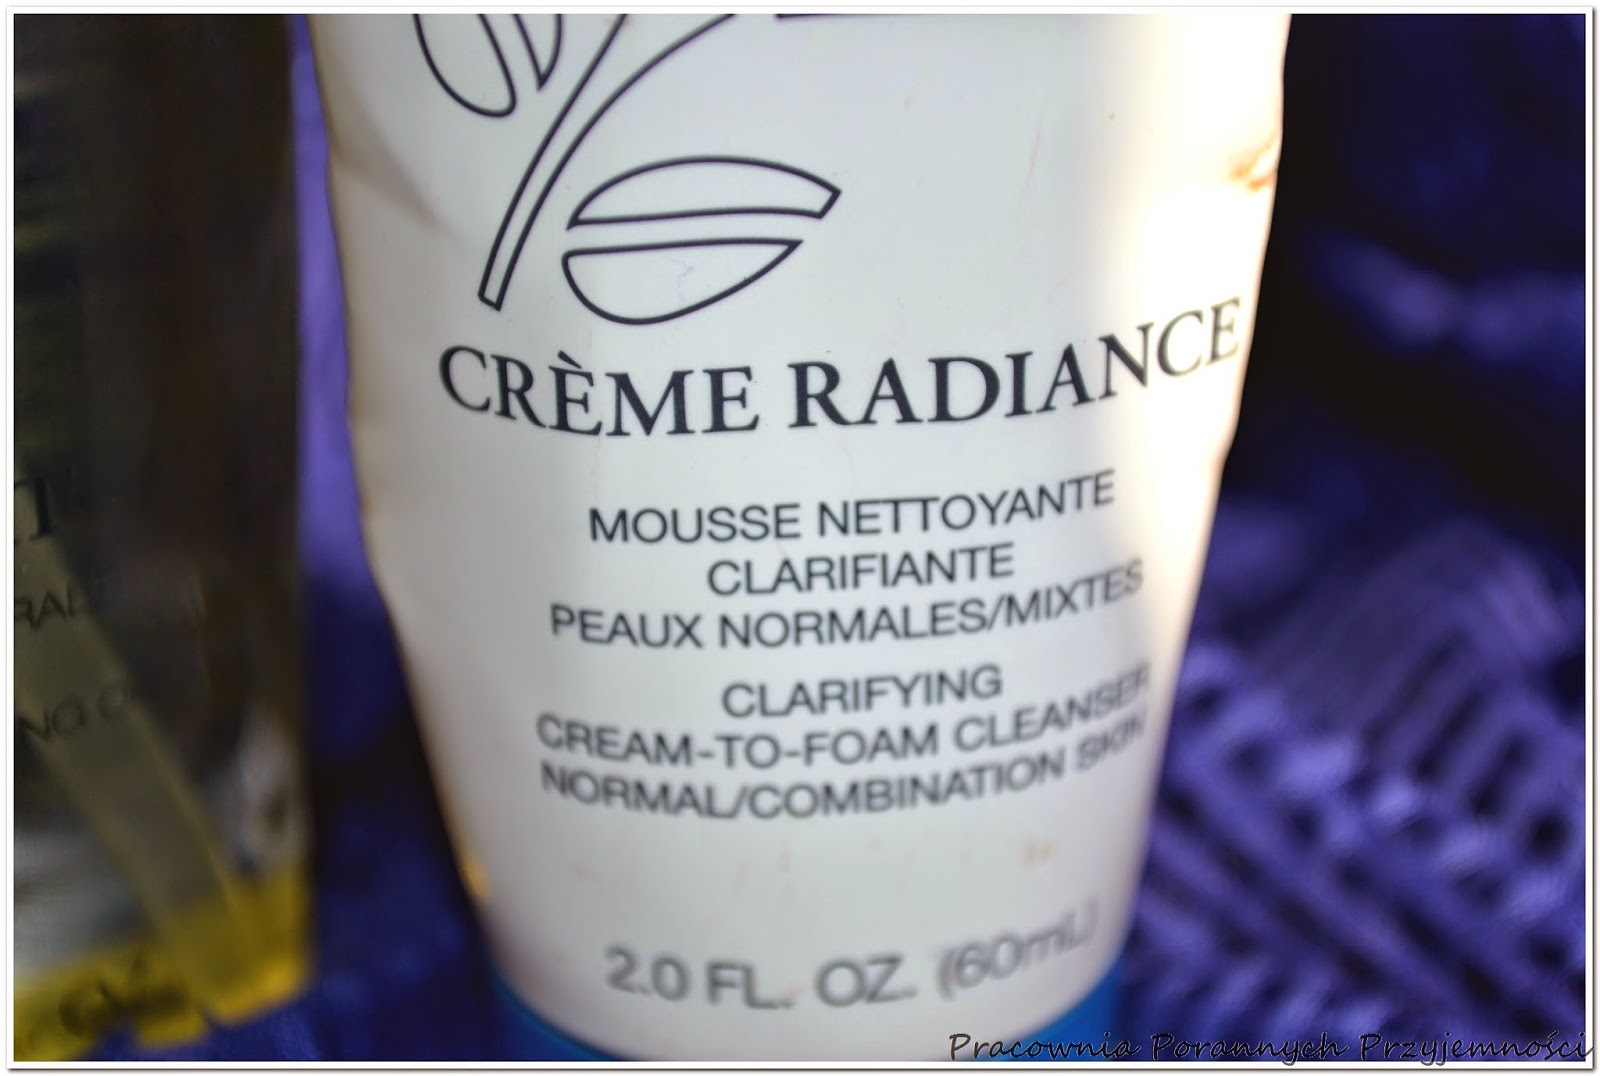 CRÈME RADIANCE
MOUSSE NETTOYANTE
CLARIFIANTE
PEAUX NORMALES/MIXTES
CLARIFYING
CREAM-TO-FOAM CLEANSER
NORMAL/COMBINATION SKIN
2.0 FL. OZ. (60mL)
Pracownia Porannych Przyjemności